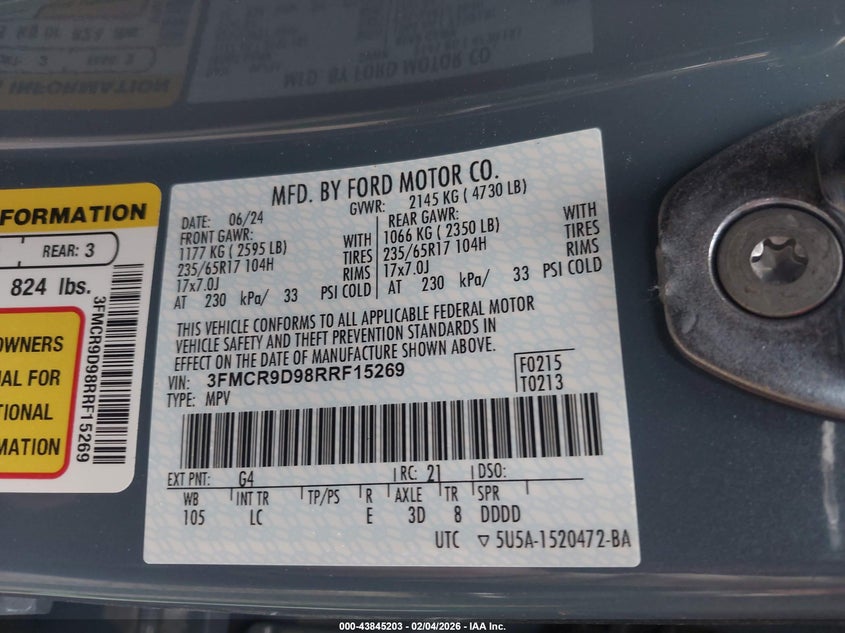 MFD. BY FORD MOTOR CO.
DATE: 06/24 GVWR: 2145 KG ( 4730 LB)
FRONT GAWR: REAR GAWR:
1177 KG ( 2595 LB) WITH 1066 KG ( 2350 LB) WITH
235/65R17 104H TIRES 235/65R17 104H TIRES
17x7.0J RIMS 17x7.0J RIMS
AT 230 kPa/ 33 PSI COLD AT 230 kPa/ 33 PSI COLD
THIS VEHICLE CONFORMS TO ALL APPLICABLE FEDERAL MOTOR
VEHICLE SAFETY AND THEFT PREVENTION STANDARDS IN
EFFECT ON THE DATE OF MANUFACTURE SHOWN ABOVE.
VIN: 3FMCR9D98RRF15269 F0215
TYPE: MPV T0213
EXT PNT: G4 RC: 21 DSO:
WB INT TR TP/PS R AXLE TR SPR
105 LC E 3D 8 DDDD
UTC ▽ 5U5A-1520472-BA
FORMATION
REAR: 3
824 lbs.
OWNERS
AL FOR
TIONAL
MATION
3FMCR9D98RRF15269
MFD. BY FORD MOTOR CO.
INFORMATION
000-43845203 - 02/04/2026 - IAA Inc.